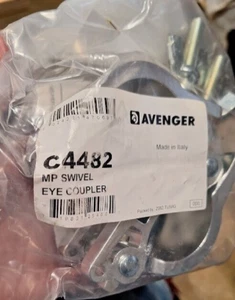 AVENGER
Made in Italy
C4482
MP SWIVEL
EYE COUPLER